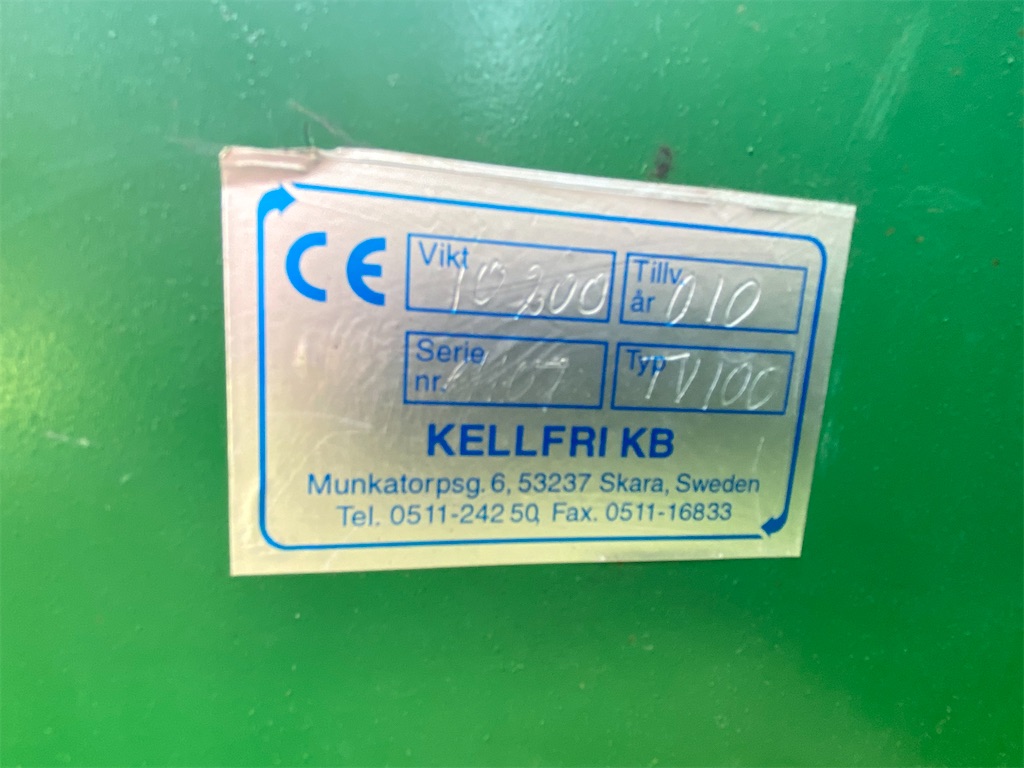 CE
Vikt 10 200
Tillv. år 010
Serie nr.
Typ TV100
KELLFRI KB
Munkatorpsg. 6, 53237 Skara, Sweden
Tel. 0511-242 50, Fax. 0511-16833